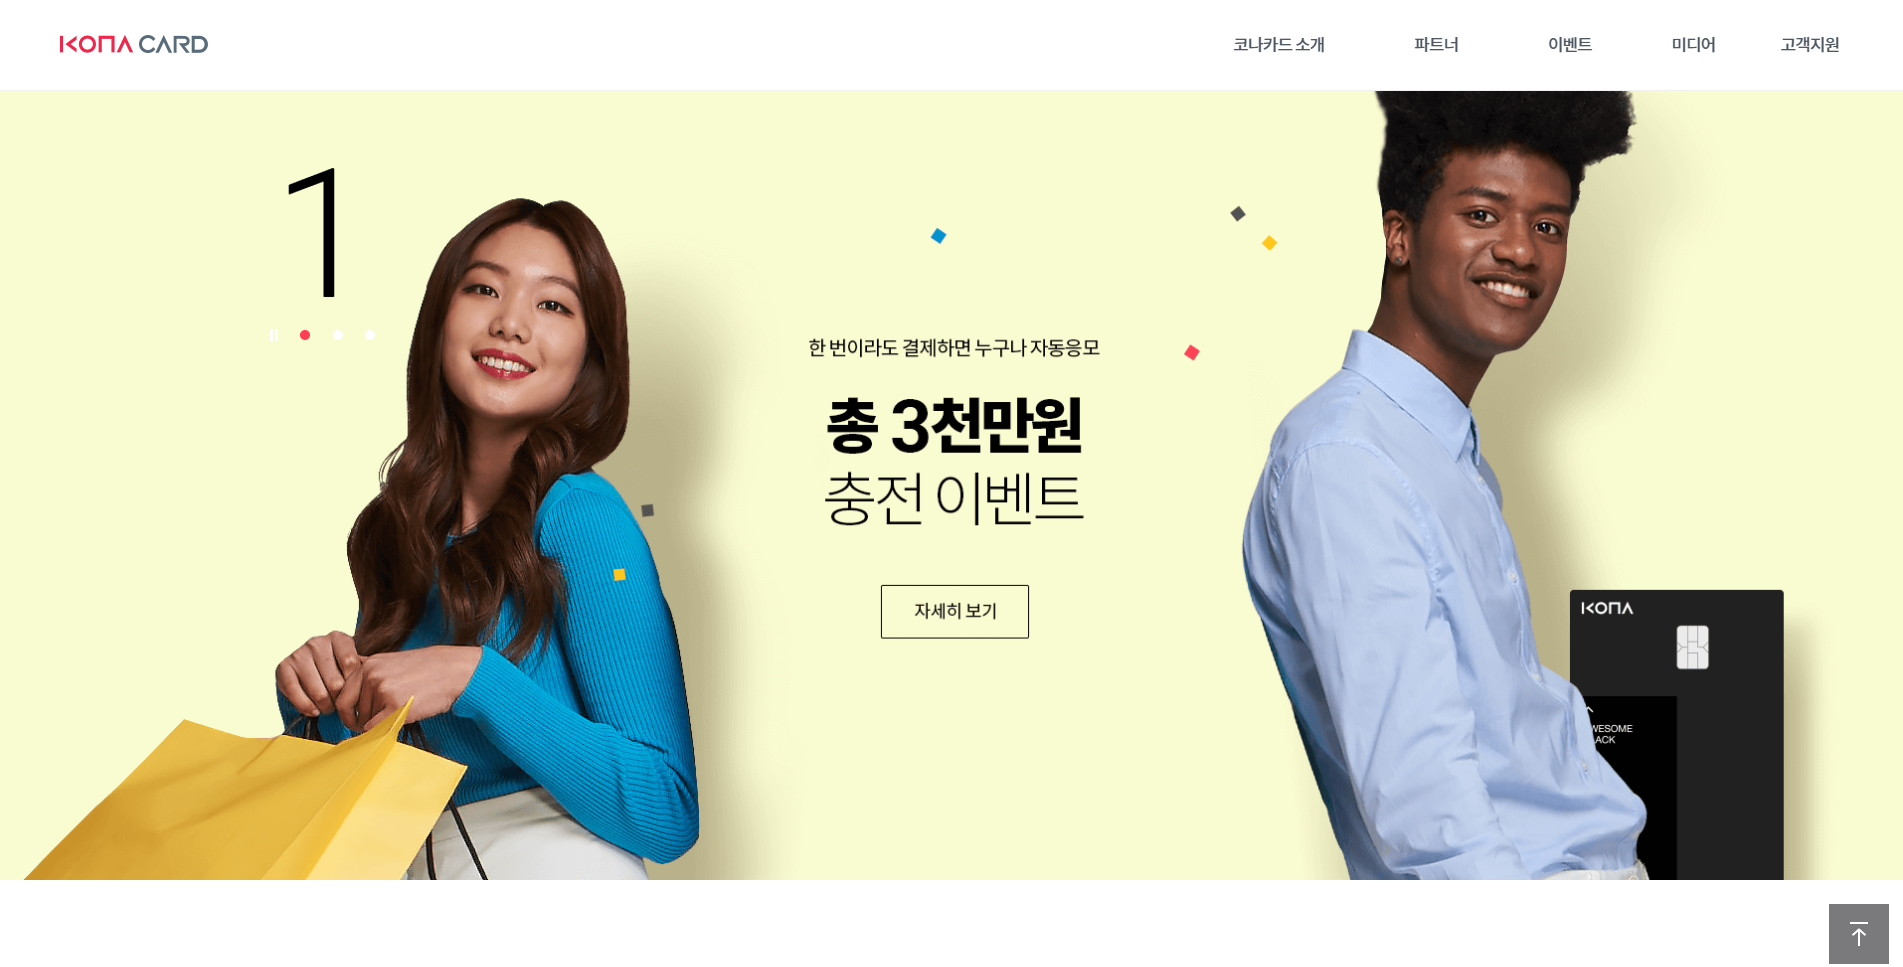 KONA CARD
코나카드 소개
파트너
이벤트
미디어
고객지원
1
한 번이라도 결제하면 누구나 자동응모
총 3천만원
충전 이벤트
자세히 보기
KONA
WESOME
ACK